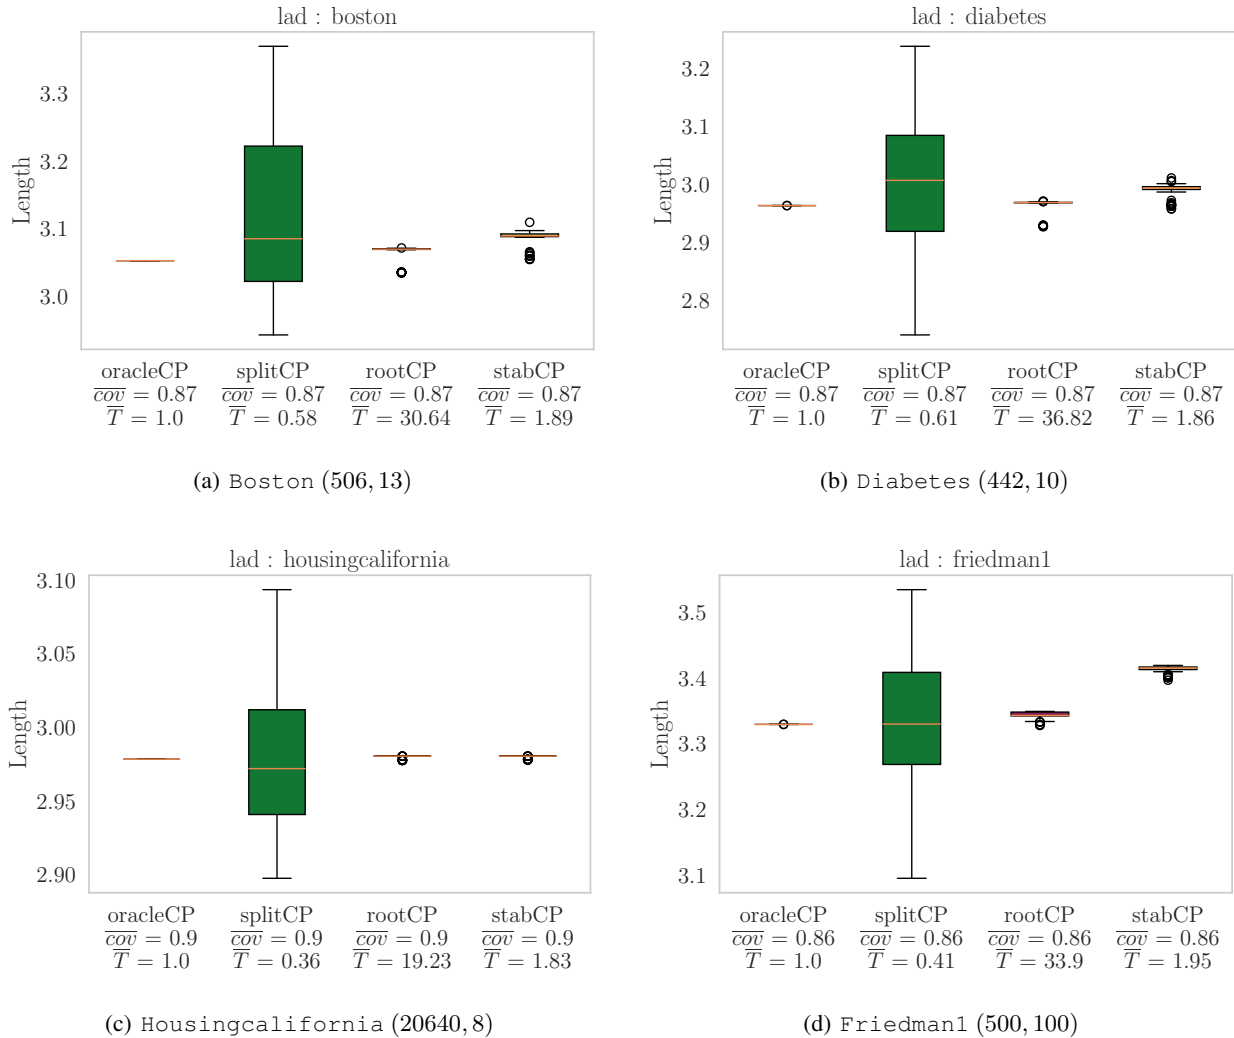 lad : boston
Length
3.3
3.2
3.1
3.0
oracleCP splitCP rootCP stabCP
cov = 0.87 cov = 0.87 cov = 0.87 cov = 0.87
T = 1.0 T = 0.58 T = 30.64 T = 1.89
(a) Boston (506, 13)
lad : diabetes
Length
3.2
3.1
3.0
2.9
2.8
oracleCP splitCP rootCP stabCP
cov = 0.87 cov = 0.87 cov = 0.87 cov = 0.87
T = 1.0 T = 0.61 T = 36.82 T = 1.86
(b) Diabetes (442, 10)
lad : housingcalifornia
Length
3.10
3.05
3.00
2.95
2.90
oracleCP splitCP rootCP stabCP
cov = 0.9 cov = 0.9 cov = 0.9 cov = 0.9
T = 1.0 T = 0.36 T = 19.23 T = 1.83
(c) Housingcalifornia (20640, 8)
lad : friedman1
Length
3.5
3.4
3.3
3.2
3.1
oracleCP splitCP rootCP stabCP
cov = 0.86 cov = 0.86 cov = 0.86 cov = 0.86
T = 1.0 T = 0.41 T = 33.9 T = 1.95
(d) Friedman1 (500, 100)